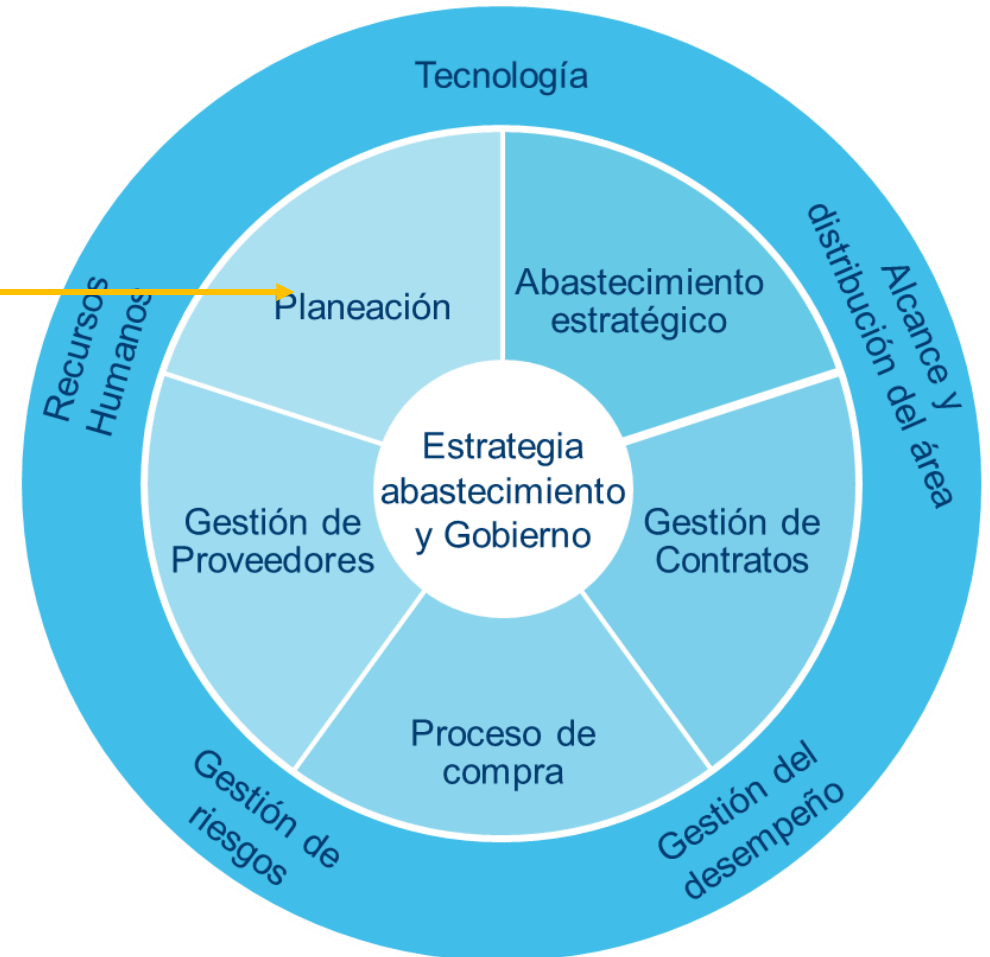 Tecnología
Alcance y
distribución del área
Abastecimiento
estratégico
Planeación
Recursos
Humanos
Estrategia
abastecimiento
y Gobierno
Gestión de
Proveedores
Gestión de
Contratos
Proceso de
compra
Gestión de
riesgos
Gestión del
desempeño